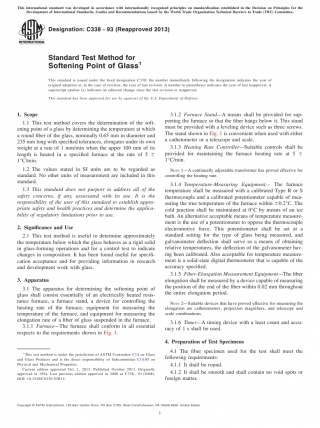 This international standard was developed in accordance with internationally recognized principles on standardization established in the Decision on Principles for the
Development of International Standards, Guides and Recommendations issued by the World Trade Organization Technical Barriers to Trade (TBT) Committee.
ASTM
INTERNATIONAL
Designation: C338 − 93 (Reapproved 2013)
Standard Test Method for
Softening Point of Glass1
This standard is issued under the fixed designation C338; the number immediately following the designation indicates the year of
original adoption or, in the case of revision, the year of last revision. A number in parentheses indicates the year of last reapproval. A
superscript epsilon (ε) indicates an editorial change since the last revision or reapproval.
This standard has been approved for use by agencies of the U.S. Department of Defense.
1. Scope
1.1 This test method covers the determination of the soft-
ening point of a glass by determining the temperature at which
a round fiber of the glass, nominally 0.65 mm in diameter and
235 mm long with specified tolerances, elongates under its own
weight at a rate of 1 mm/min when the upper 100 mm of its
length is heated in a specified furnace at the rate of 5 ±
1°C/min.
1.2 The values stated in SI units are to be regarded as
standard. No other units of measurement are included in this
standard.
1.3 This standard does not purport to address all of the
safety concerns, if any, associated with its use. It is the
responsibility of the user of this standard to establish appro-
priate safety and health practices and determine the applica-
bility of regulatory limitations prior to use.
2. Significance and Use
2.1 This test method is useful to determine approximately
the temperature below which the glass behaves as a rigid solid
in glass-forming operations and for a control test to indicate
changes in composition. It has been found useful for specifi-
cation acceptance and for providing information in research
and development work with glass.
3. Apparatus
3.1 The apparatus for determining the softening point of
glass shall consist essentially of an electrically heated resis-
tance furnace, a furnace stand, a device for controlling the
heating rate of the furnace, equipment for measuring the
temperature of the furnace, and equipment for measuring the
elongation rate of a fiber of glass suspended in the furnace.
3.1.1 Furnace—The furnace shall conform in all essential
respects to the requirements shown in Fig. 1.
1 This test method is under the jurisdiction of ASTM Committee C14 on Glass
and Glass Products and is the direct responsibility of Subcommittee C14.04 on
Physical and Mechanical Properties.
Current edition approved Oct. 1, 2013. Published October 2013. Originally
approved in 1954. Last previous edition approved in 2008 as C338 – 93 (2008).
DOI: 10.1520/C0338-93R13.
3.1.2 Furnace Stand—A means shall be provided for sup-
porting the furnace so that the fiber hangs below it. This stand
must be provided with a leveling device such as three screws.
The stand shown in Fig. 1 is convenient when used with either
a cathetometer or a telescope and scale.
3.1.3 Heating Rate Controller—Suitable controls shall be
provided for maintaining the furnace heating rate at 5 ±
1°C/min.
NOTE 1—A continually adjustable transformer has proved effective for
controlling the heating rate.
3.1.4 Temperature-Measuring Equipment— The furnace
temperature shall be measured with a calibrated Type R or S
thermocouple and a calibrated potentiometer capable of mea-
suring the true temperature of the furnace within ±0.2°C. The
cold junction shall be maintained at 0°C by means of an ice
bath. An alternative acceptable means of temperature measure-
ment is the use of a potentiometer to oppose the thermocouple
electromotive force. This potentiometer shall be set at a
standard setting for the type of glass being measured, and
galvanometer deflection shall serve as a means of obtaining
relative temperatures, the deflection of the galvanometer hav-
ing been calibrated. Also acceptable for temperature measure-
ment is a solid-state digital thermometer that is capable of the
accuracy specified.
3.1.5 Fiber-Elongation Measurement Equipment—The fiber
elongation shall be measured by a device capable of measuring
the position of the end of the fiber within 0.02 mm throughout
the entire elongation period.
NOTE 2—Suitable devices that have proved effective for measuring the
elongation are cathetometers, projection magnifiers, and telescope and
scale combinations.
3.1.6 Timer—A timing device with a least count and accu-
racy of 1 s shall be used.
4. Preparation of Test Specimens
4.1 The fiber specimen used for the test shall meet the
following requirements:
4.1.1 It shall be round.
4.1.2 It shall be smooth and shall contain no voids spots or
foreign matter.
Copyright © ASTM International, 100 Barr Harbor Drive, PO Box C700, West Conshohocken, PA 19428-2959. United States
1